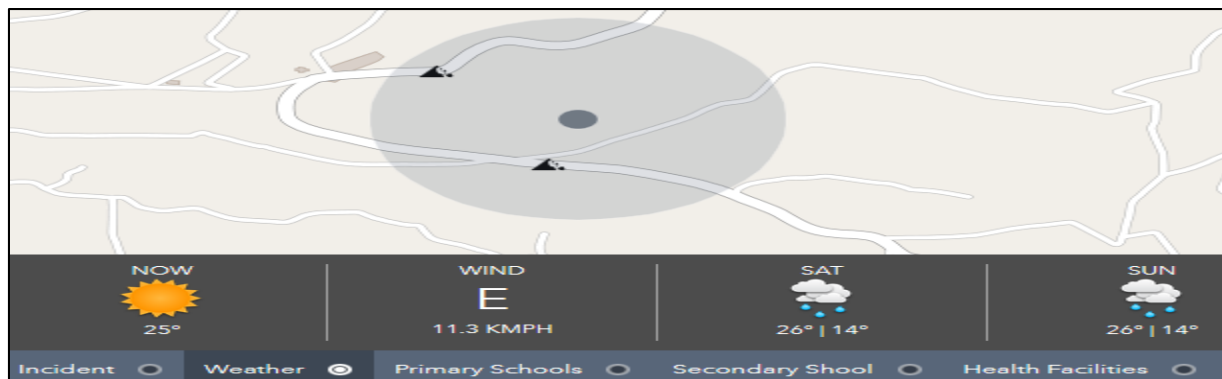 NOW
25°
WIND
E
11.3 KMPH
SAT
26° | 14°
SUN
26° | 14°
Incident
Weather
Primary Schools
Secondary Shool
Health Facilities